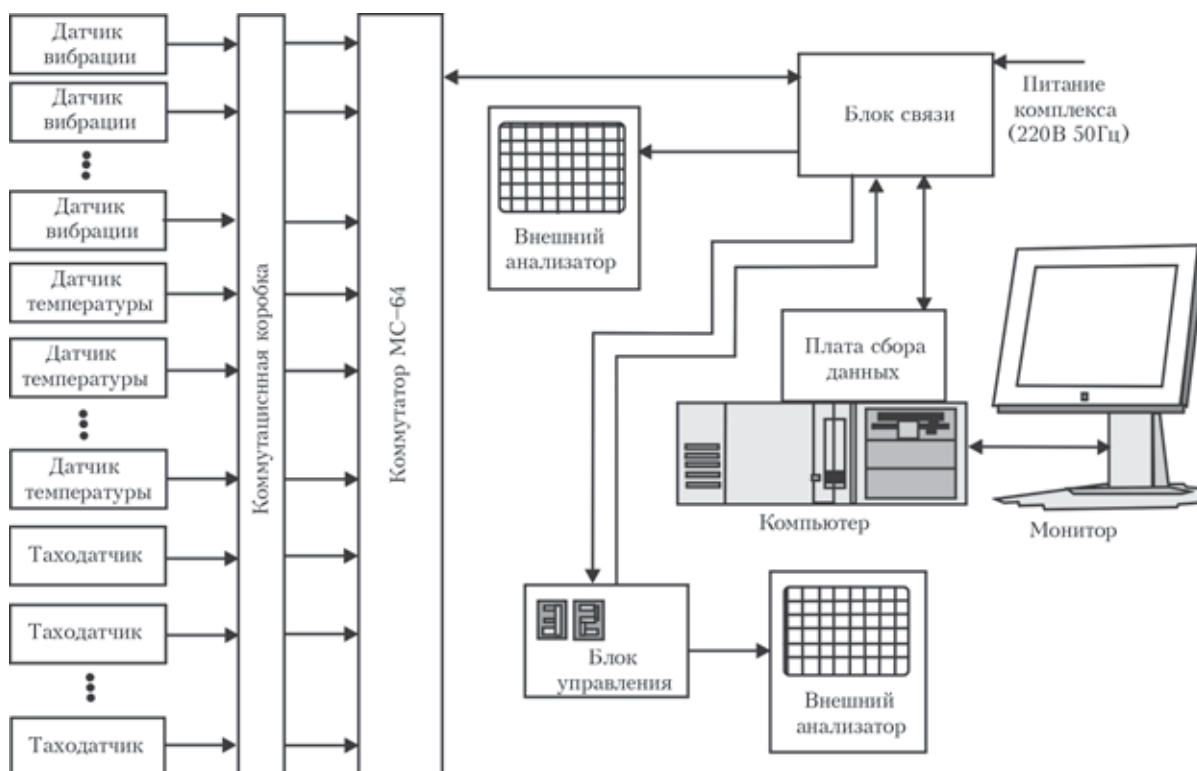 Датчик
вибрации
Датчик
вибрации
Датчик
вибрации
Датчик
температуры
Датчик
температуры
Датчик
температуры
Таходатчик
Таходатчик
Таходатчик
Коммутациснная коробка
Коммутатор МС-64
Блок связи
Питание
комплекса
(220В 50Гц)
Внешний
анализатор
Плата сбора
данных
Компьютер
Монитор
Блок
управления
Внешний
анализатор